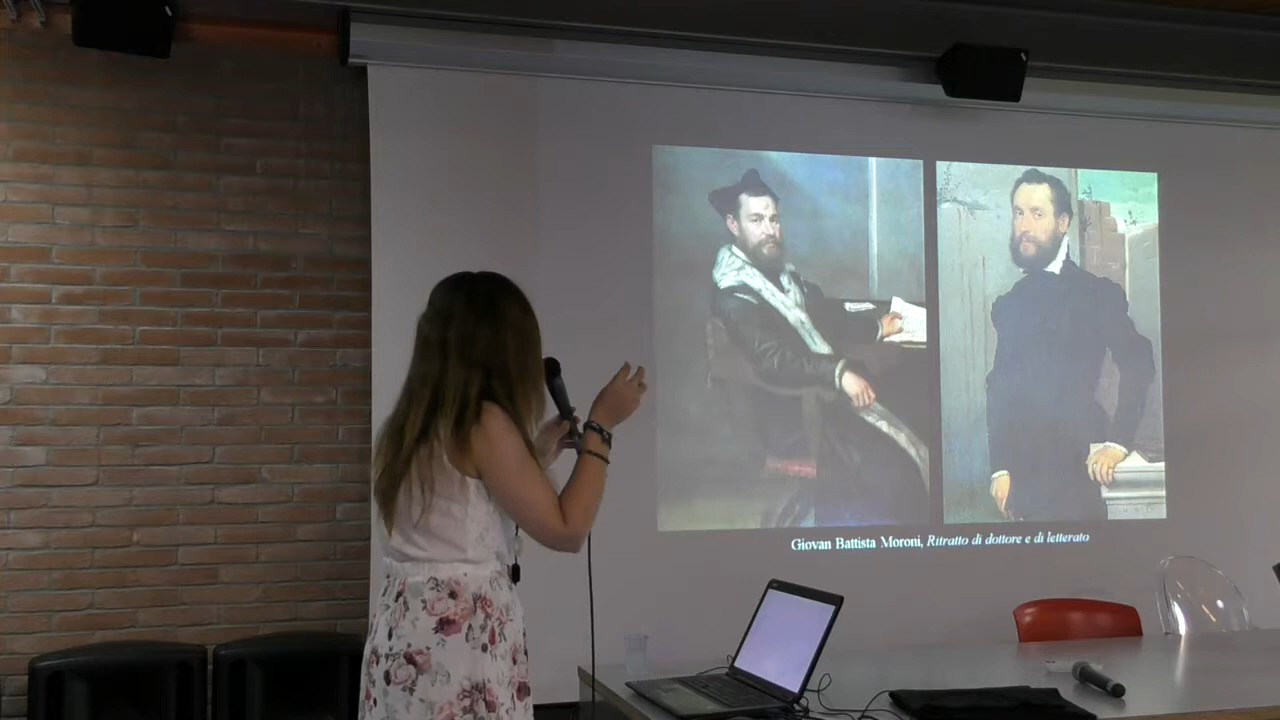 Giovan Battista Moroni, Ritratto di dottore e di letterato